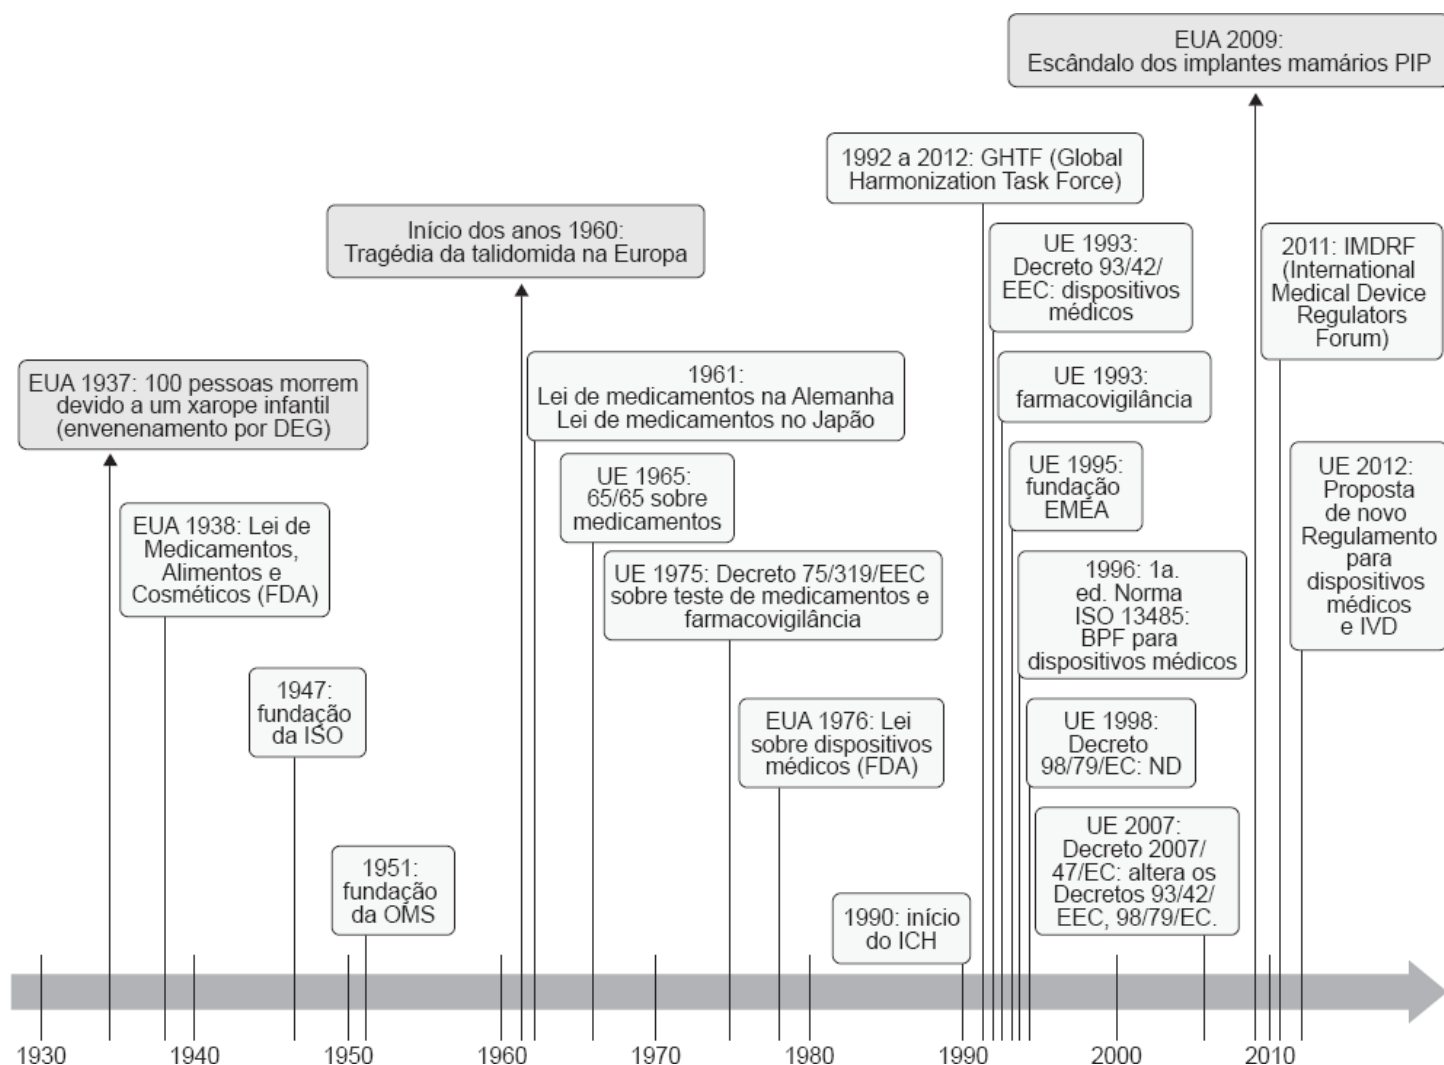 EUA 2009:
Escândalo dos implantes mamários PIP
1992 a 2012: GHTF (Global
Harmonization Task Force)
Início dos anos 1960:
Tragédia da talidomida na Europa
UE 1993:
Decreto 93/42/
EEC: dispositivos
médicos
2011: IMDRF
(International
Medical Device
Regulators
Forum)
EUA 1937: 100 pessoas morrem
devido a um xarope infantil
(envenenamento por DEG)
1961:
Lei de medicamentos na Alemanha
Lei de medicamentos no Japão
UE 1993:
farmacovigilância
UE 1965:
65/65 sobre
medicamentos
UE 1995:
fundação
EMEA
UE 2012:
Proposta
de novo
Regulamento
para
dispositivos
médicos
e IVD
EUA 1938: Lei de
Medicamentos,
Alimentos e
Cosméticos (FDA)
UE 1975: Decreto 75/319/EEC
sobre teste de medicamentos e
farmacovigilância
1996: 1a.
ed. Norma
ISO 13485:
BPF para
dispositivos médicos
1947:
fundação
da ISO
EUA 1976: Lei
sobre dispositivos
médicos (FDA)
UE 1998:
Decreto
98/79/EC: ND
1951:
fundação
da OMS
UE 2007:
Decreto 2007/
47/EC: altera os
Decretos 93/42/
EEC, 98/79/EC.
1990: início
do ICH
1930 1940 1950 1960 1970 1980 1990 2000 2010